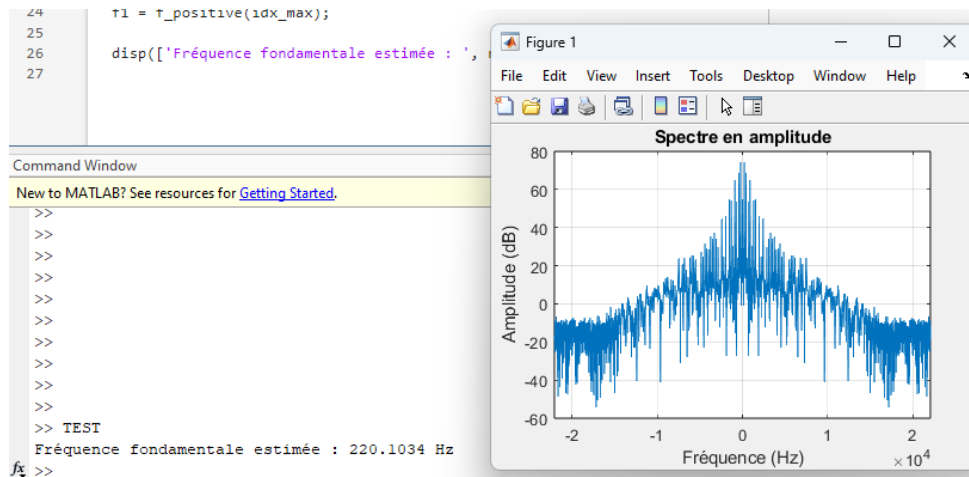 24 f1 = f_positive(idx_max);
25
26 disp(['Fréquence fondamentale estimée : ',
27
Command Window
New to MATLAB? See resources for Getting Started.
>>
>>
>>
>>
>>
>>
>>
>>
>>
>>
>> TEST
Fréquence fondamentale estimée : 220.1034 Hz
fx >>
Figure 1
File Edit View Insert Tools Desktop Window Help
Spectre en amplitude
Amplitude (dB)
80
60
40
20
0
-20
-40
-60
-2 -1 0 1 2
Fréquence (Hz)
×10⁴